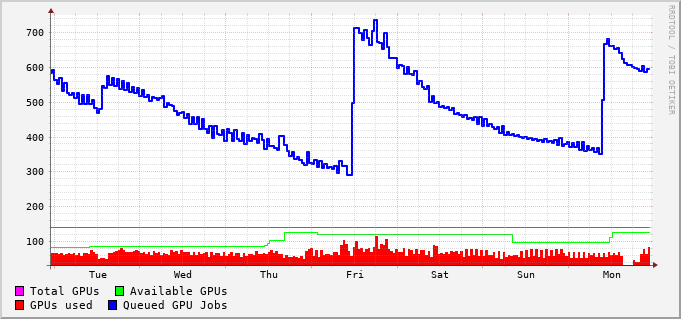 RRDTOOL / TOBI OETIKER
700
600
500
400
300
200
100
Tue Wed Thu Fri Sat Sun Mon
Total GPUs Available GPUs
GPUs used Queued GPU Jobs